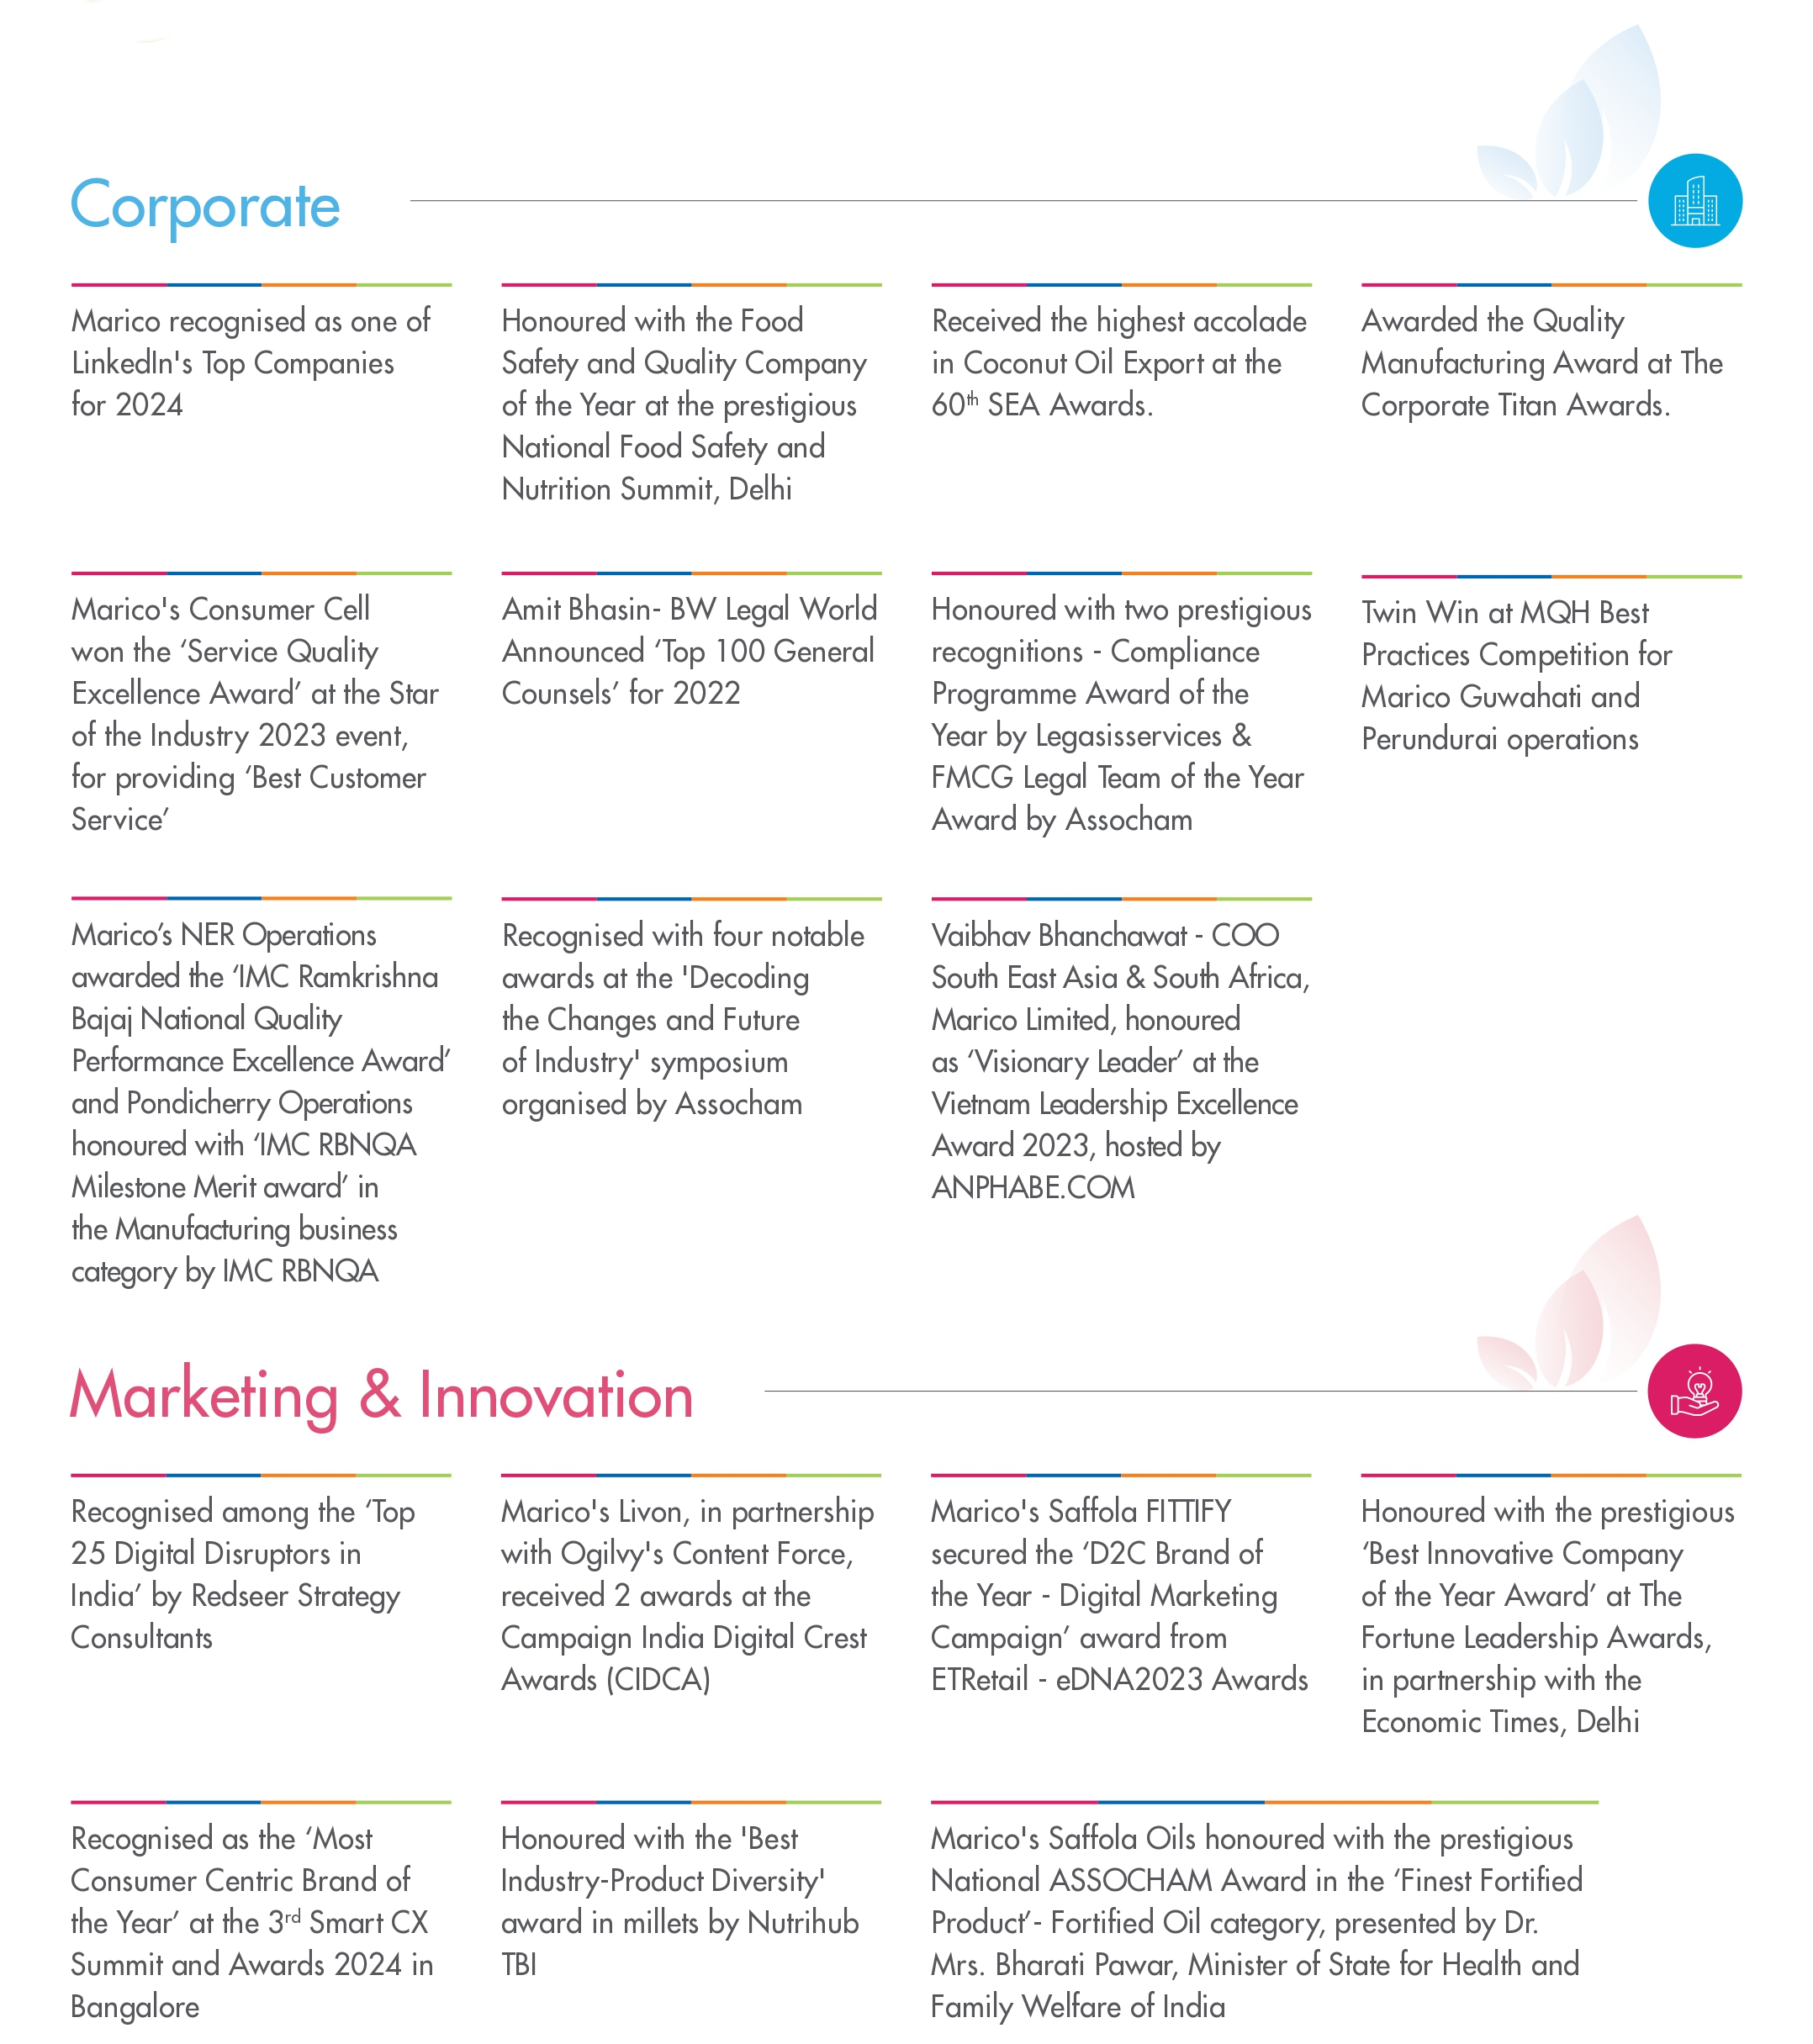 Corporate
Marico recognised as one of
LinkedIn's Top Companies
for 2024
Honoured with the Food
Safety and Quality Company
of the Year at the prestigious
National Food Safety and
Nutrition Summit, Delhi
Received the highest accolade
in Coconut Oil Export at the
60th SEA Awards.
Awarded the Quality
Manufacturing Award at The
Corporate Titan Awards.
Marico's Consumer Cell
won the ‘Service Quality
Excellence Award’ at the Star
of the Industry 2023 event,
for providing ‘Best Customer
Service’
Amit Bhasin- BW Legal World
Announced ‘Top 100 General
Counsels’ for 2022
Honoured with two prestigious
recognitions - Compliance
Programme Award of the
Year by Legasisservices &
FMCG Legal Team of the Year
Award by Assocham
Twin Win at MQH Best
Practices Competition for
Marico Guwahati and
Perundurai operations
Marico’s NER Operations
awarded the ‘IMC Ramkrishna
Bajaj National Quality
Performance Excellence Award’
and Pondicherry Operations
honoured with ‘IMC RBNQA
Milestone Merit award’ in
the Manufacturing business
category by IMC RBNQA
Recognised with four notable
awards at the 'Decoding
the Changes and Future
of Industry' symposium
organised by Assocham
Vaibhav Bhanchawat - COO
South East Asia & South Africa,
Marico Limited, honoured
as ‘Visionary Leader’ at the
Vietnam Leadership Excellence
Award 2023, hosted by
ANPHABE.COM
Marketing & Innovation
Recognised among the ‘Top
25 Digital Disruptors in
India’ by Redseer Strategy
Consultants
Marico's Livon, in partnership
with Ogilvy's Content Force,
received 2 awards at the
Campaign India Digital Crest
Awards (CIDCA)
Marico's Saffola FITTIFY
secured the ‘D2C Brand of
the Year - Digital Marketing
Campaign’ award from
ETRetail - eDNA2023 Awards
Honoured with the prestigious
‘Best Innovative Company
of the Year Award’ at The
Fortune Leadership Awards,
in partnership with the
Economic Times, Delhi
Recognised as the ‘Most
Consumer Centric Brand of
the Year’ at the 3rd Smart CX
Summit and Awards 2024 in
Bangalore
Honoured with the 'Best
Industry-Product Diversity'
award in millets by Nutrihub
TBI
Marico's Saffola Oils honoured with the prestigious
National ASSOCHAM Award in the ‘Finest Fortified
Product’- Fortified Oil category, presented by Dr.
Mrs. Bharati Pawar, Minister of State for Health and
Family Welfare of India